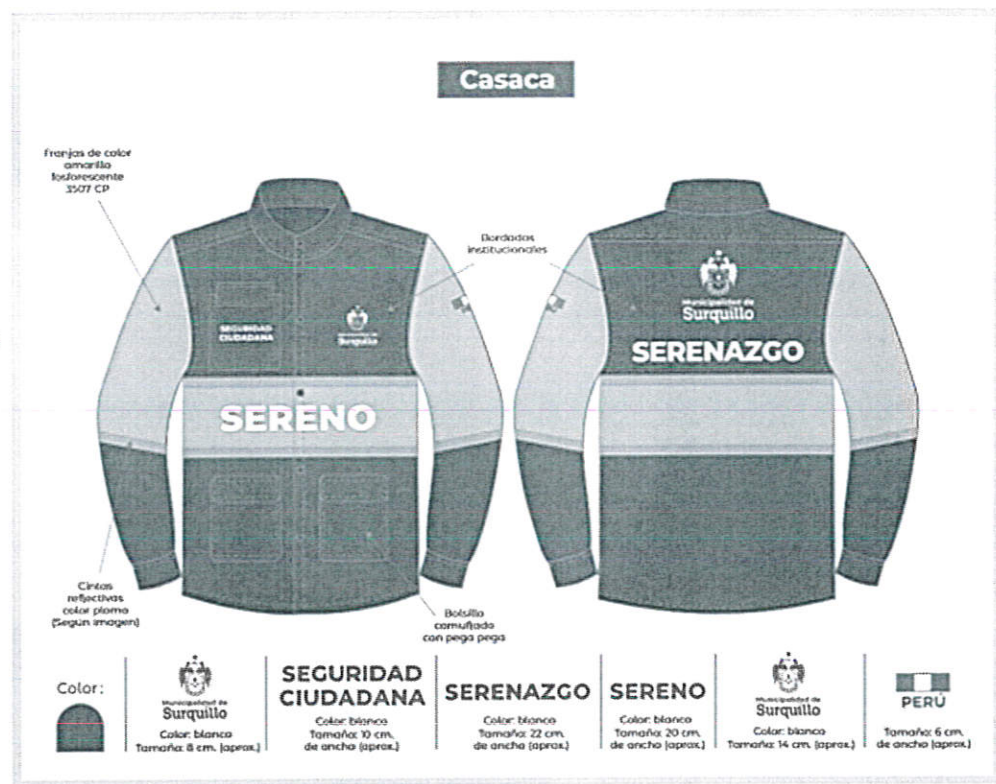 Casaca
Franjas de color
amarillo
fosforescente
3507 CP
Bordados
institucionales
SEGURIDAD
CIUDADANA
Municipalidad de
Surquillo
SERENO
Municipalidad de
Surquillo
SERENAZGO
Cintas
reflectivas
color plomo
(Según imagen)
Bolsillo
camuflado
con pega pega
Color:
Municipalidad de
Surquillo
Color: blanco
Tamaño: 8 cm. (aprox.)
SEGURIDAD
CIUDADANA
Color: blanco
Tamaño: 10 cm.
de ancho (aprox.)
SERENAZGO
Color: blanco
Tamaño: 22 cm.
de ancho (aprox.)
SERENO
Color: blanco
Tamaño: 20 cm.
de ancho (aprox.)
Municipalidad de
Surquillo
Color: blanco
Tamaño: 14 cm. (aprox.)
PERÚ
Tamaño: 6 cm.
de ancho (aprox.)